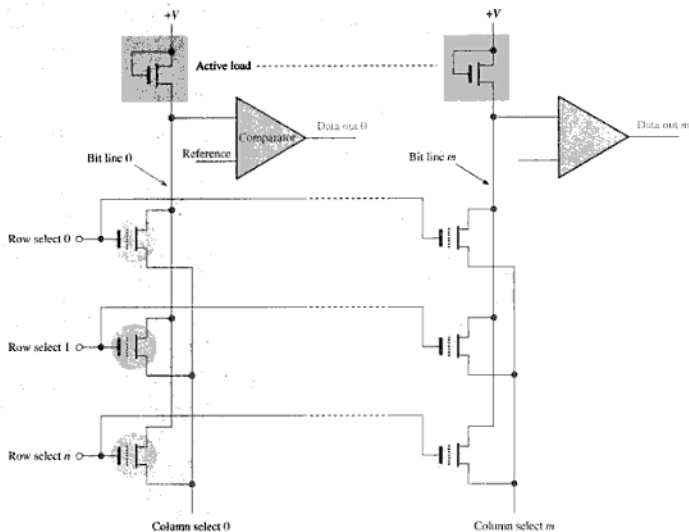 +V
+V
Active load
Data out 0
Data out m
Comparator
Reference
Bit line 0
Bit line m
Row select 0
Row select 1
Row select n
Column select 0
Column select m